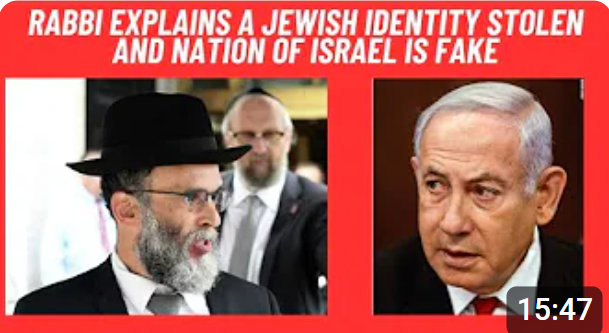 RABBI EXPLAINS A JEWISH IDENTITY STOLEN
AND NATION OF ISRAEL IS FAKE
15:47